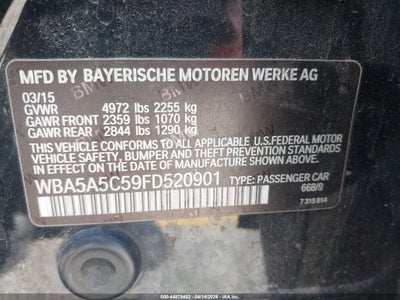 MFD BY BAYERISCHE MOTOREN WERKE AG
03/15
GVWR 4972 lbs 2255 kg
GAWR FRONT 2359 lbs 1070 kg
GAWR REAR 2844 lbs 1290 kg
THIS VEHICLE CONFORMS TO ALL APPLICABLE U.S.FEDERAL MOTOR
VEHICLE SAFETY, BUMPER AND THEFT PREVENTION STANDARDS IN
EFFECT ON THE DATE OF MANUFACTURE SHOWN ABOVE.
WBA5A5C59FD520901 TYPE: PASSENGER CAR
668/9
7 315 814